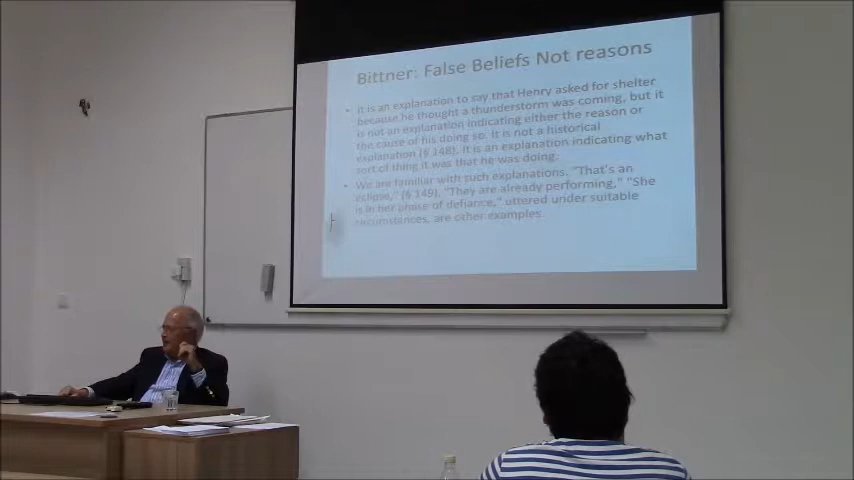 Bittner: False Beliefs Not reasons
• It is an explanation to say that Henry asked for shelter
because he thought a thunderstorm was coming, but it
is not an explanation indicating either the reason or
the cause of his doing so. It is not a historical
explanation (§ 148). It is an explanation indicating what
sort of thing it was that he was doing.
• We are familiar with such explanations. "That's an
eclipse," (§ 149), "They are already performing," "She
is in her phase of defiance," uttered under suitable
circumstances, are other examples.